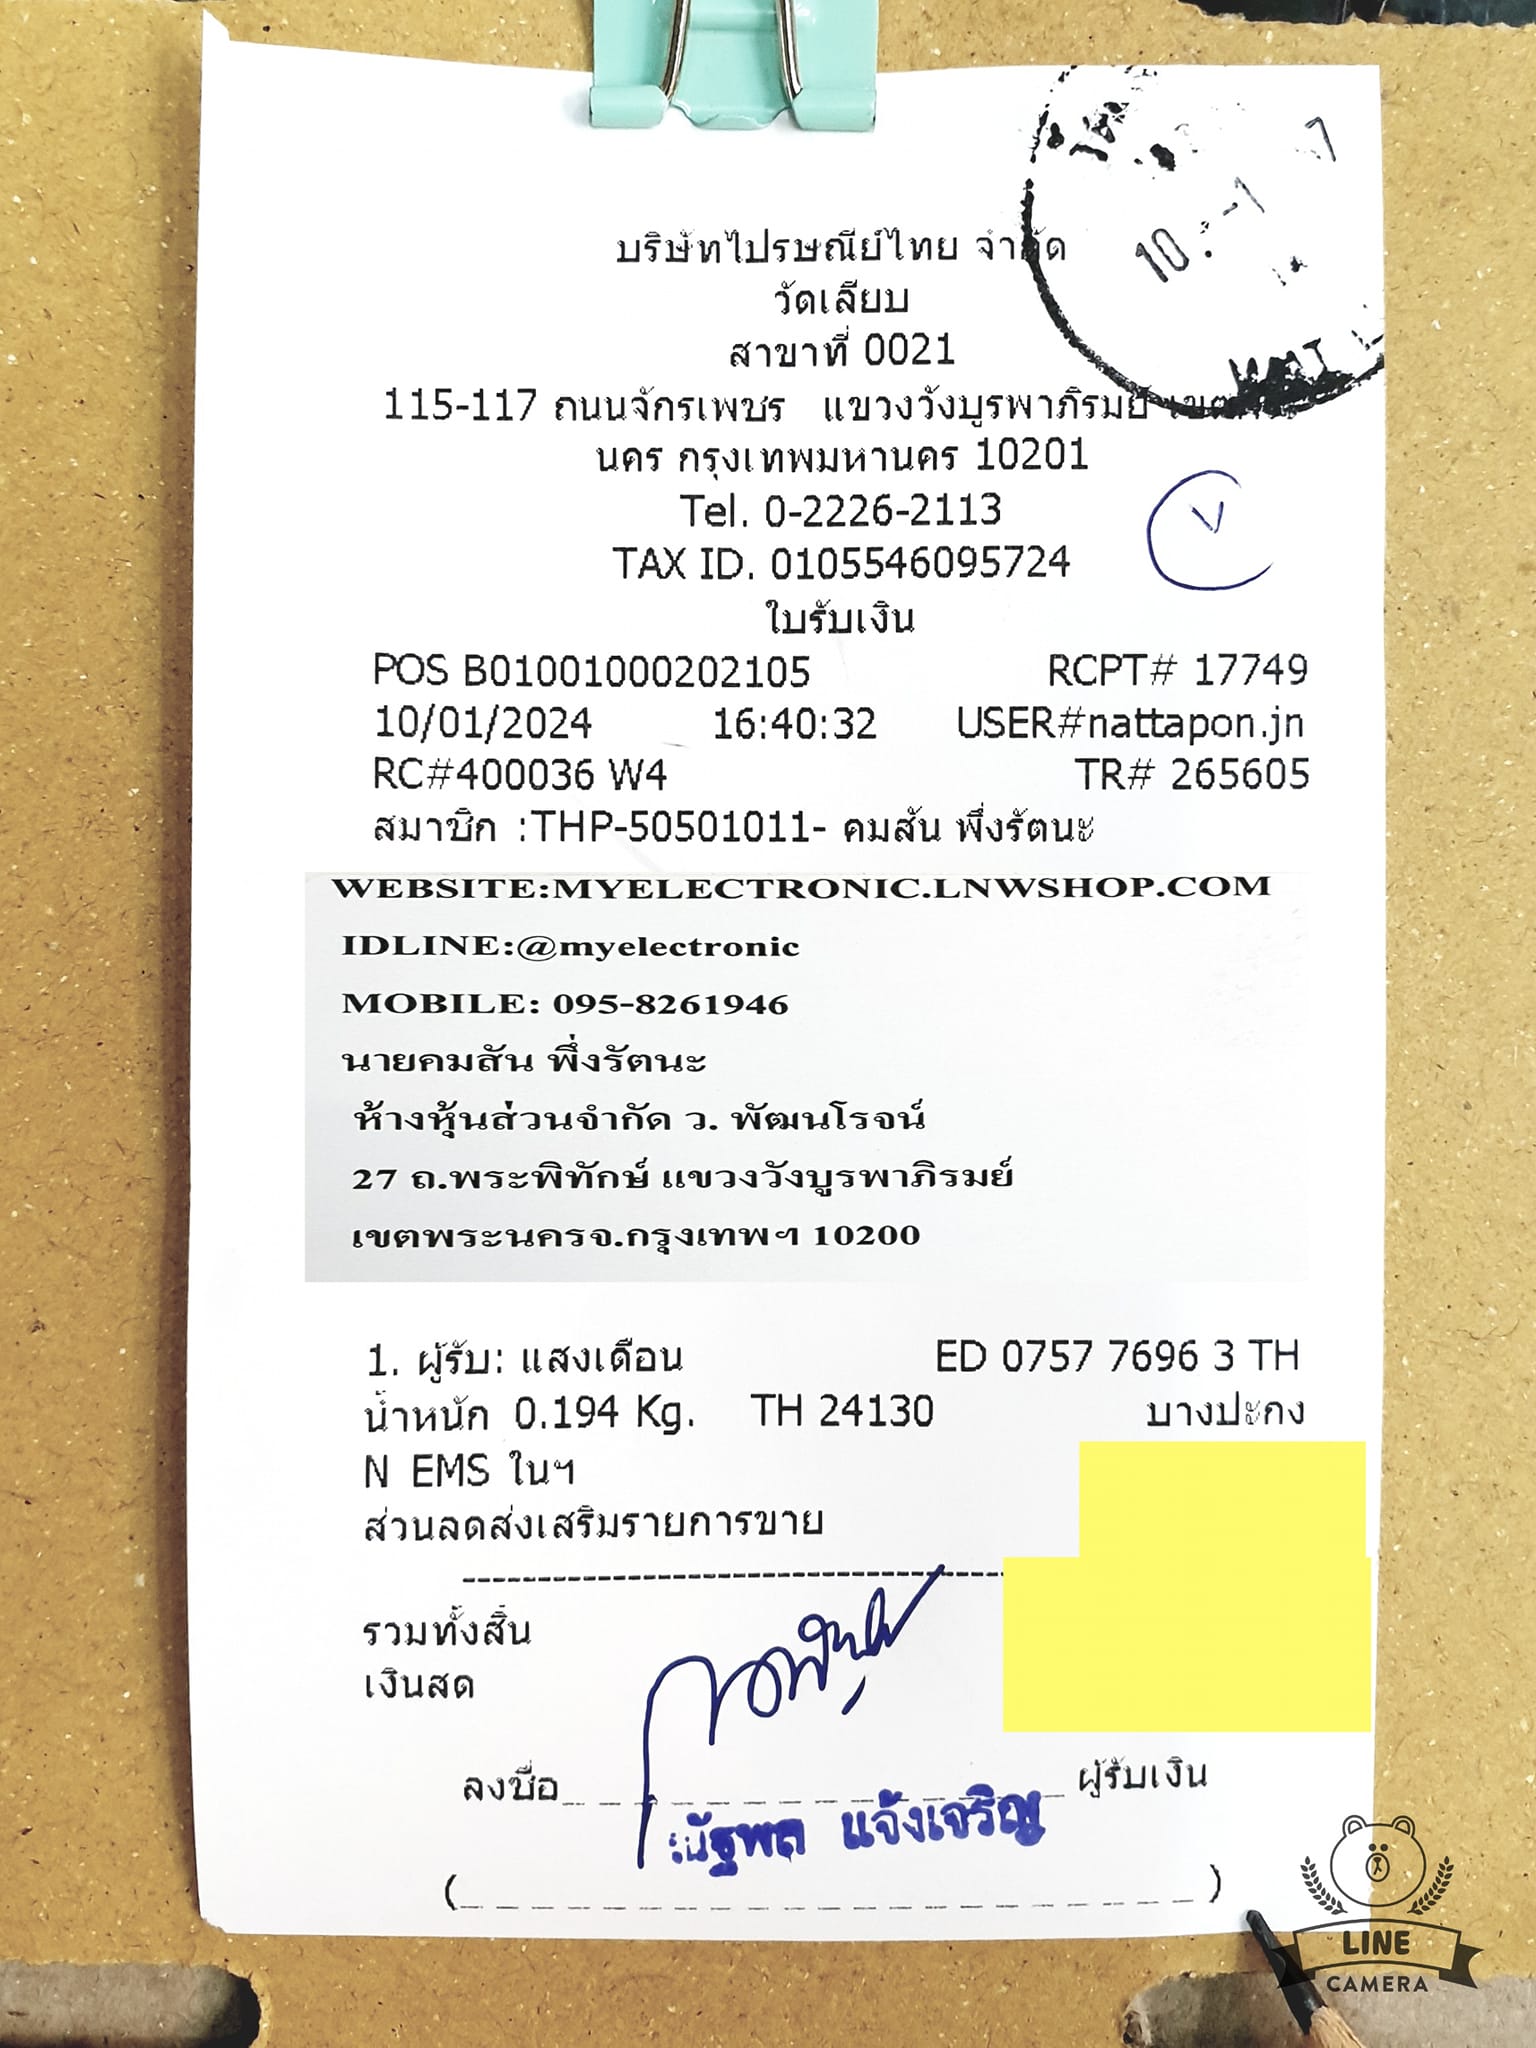 บริษัทไปรษณีย์ไทย จำกัด
วัดเลียบ
สาขาที่ 0021
115-117 ถนนจักรเพชร แขวงวังบูรพาภิรมย์ เขต
นคร กรุงเทพมหานคร 10201
Tel. 0-2226-2113
TAX ID. 0105546095724
ใบรับเงิน
POS B01001000202105 RCPT# 17749
10/01/2024 16:40:32 USER#nattapon.jn
RC#400036 W4 TR# 265605
สมาชิก :THP-50501011- คมสัน พึ่งรัตนะ
WEBSITE:MYELECTRONIC.LNWSHOP.COM
IDLINE:@myelectronic
MOBILE: 095-8261946
นายคมสัน พึ่งรัตนะ
ห้างหุ้นส่วนจำกัด ว. พัฒนโรจน์
27 ถ.พระพิทักษ์ แขวงวังบูรพาภิรมย์
เขตพระนครจ.กรุงเทพฯ 10200
1. ผู้รับ: แสงเดือน ED 0757 7696 3 TH
น้ำหนัก 0.194 Kg. TH 24130 บางปะกง
N EMS ในฯ
ส่วนลดส่งเสริมรายการขาย
รวมทั้งสิ้น
เงินสด
ลงชื่อ ผู้รับเงิน
ณัฐพล แจ้งเจริญ
( )
LINE
CAMERA